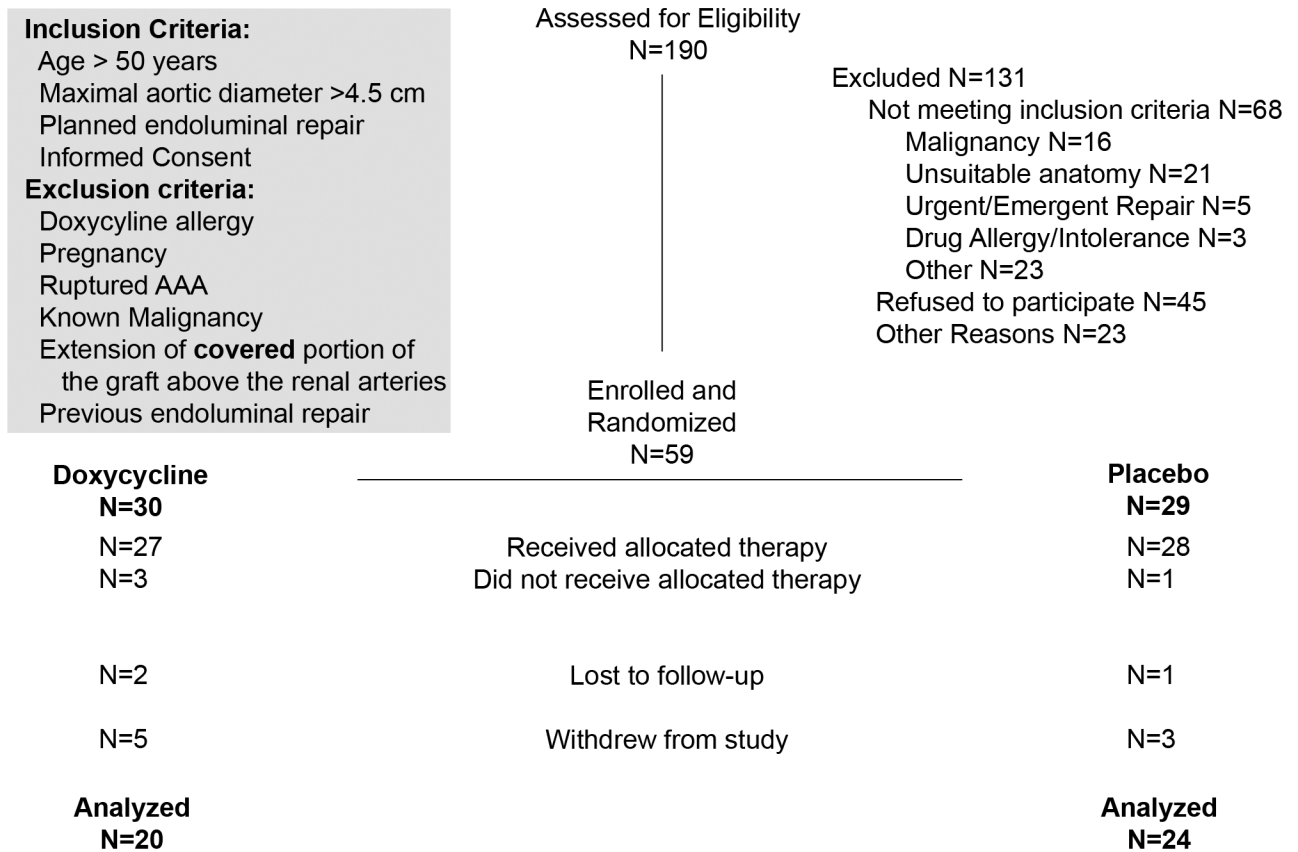 Inclusion Criteria:
Age > 50 years
Maximal aortic diameter >4.5 cm
Planned endoluminal repair
Informed Consent
Exclusion criteria:
Doxycyline allergy
Pregnancy
Ruptured AAA
Known Malignancy
Extension of covered portion of
the graft above the renal arteries
Previous endoluminal repair
Assessed for Eligibility
N=190
Excluded N=131
Not meeting inclusion criteria N=68
Malignancy N=16
Unsuitable anatomy N=21
Urgent/Emergent Repair N=5
Drug Allergy/Intolerance N=3
Other N=23
Refused to participate N=45
Other Reasons N=23
Enrolled and
Randomized
N=59
Doxycycline
N=30
Placebo
N=29
N=27 Received allocated therapy N=28
N=3 Did not receive allocated therapy N=1
N=2 Lost to follow-up N=1
N=5 Withdrew from study N=3
Analyzed
N=20
Analyzed
N=24